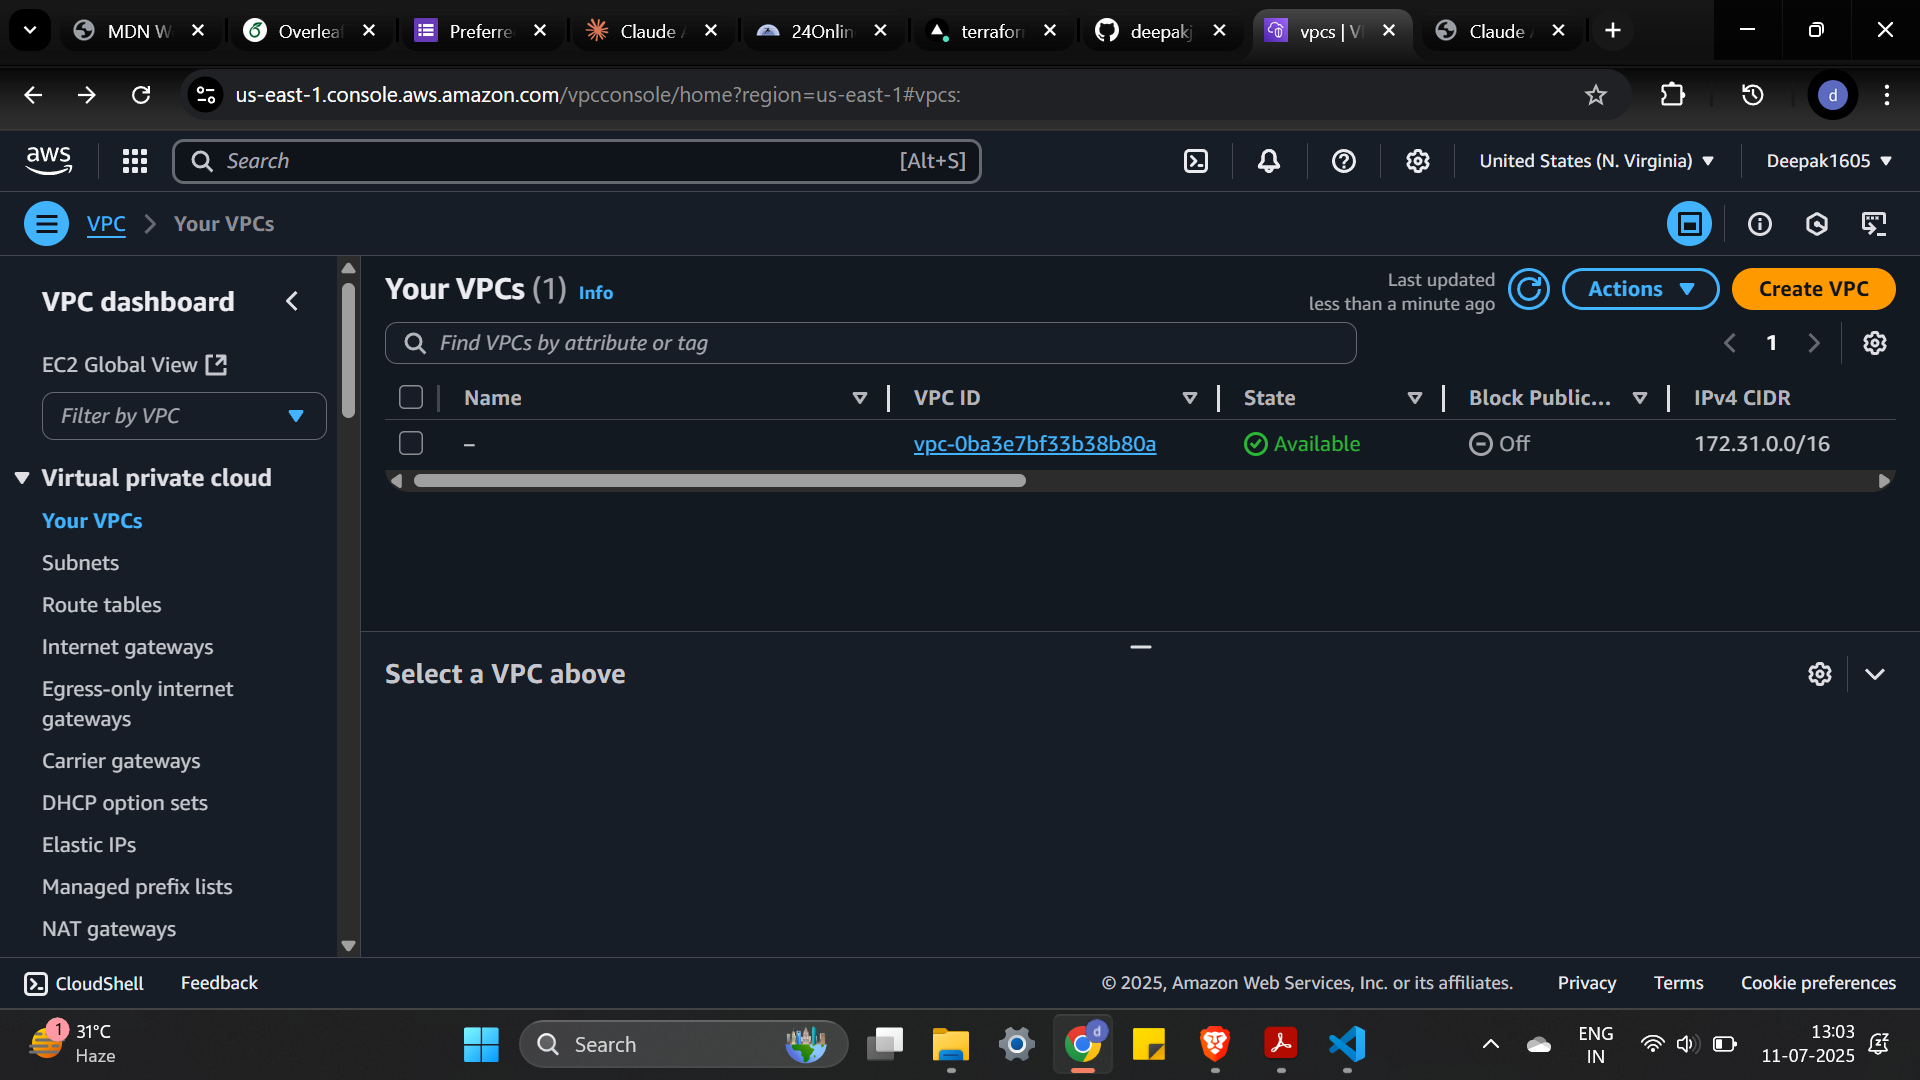 MDN W
Overleaf
Preferre
Claude
24Onlin
terraform
deepakj
vpcs | V
Claude
us-east-1.console.aws.amazon.com/vpcconsole/home?region=us-east-1#vpcs:
d
aws
Search
[Alt+S]
United States (N. Virginia)
Deepak1605
VPC
Your VPCs
VPC dashboard
EC2 Global View
Filter by VPC
Virtual private cloud
Your VPCs
Subnets
Route tables
Internet gateways
Egress-only internet
gateways
Carrier gateways
DHCP option sets
Elastic IPs
Managed prefix lists
NAT gateways
Your VPCs (1) Info
Last updated
less than a minute ago
Actions
Create VPC
Find VPCs by attribute or tag
1
Name VPC ID State Block Public... IPv4 CIDR
– vpc-0ba3e7bf33b38b80a Available Off 172.31.0.0/16
Select a VPC above
CloudShell Feedback
© 2025, Amazon Web Services, Inc. or its affiliates. Privacy Terms Cookie preferences
1
31°C
Haze
Search
d
ENG
IN
13:03
11-07-2025